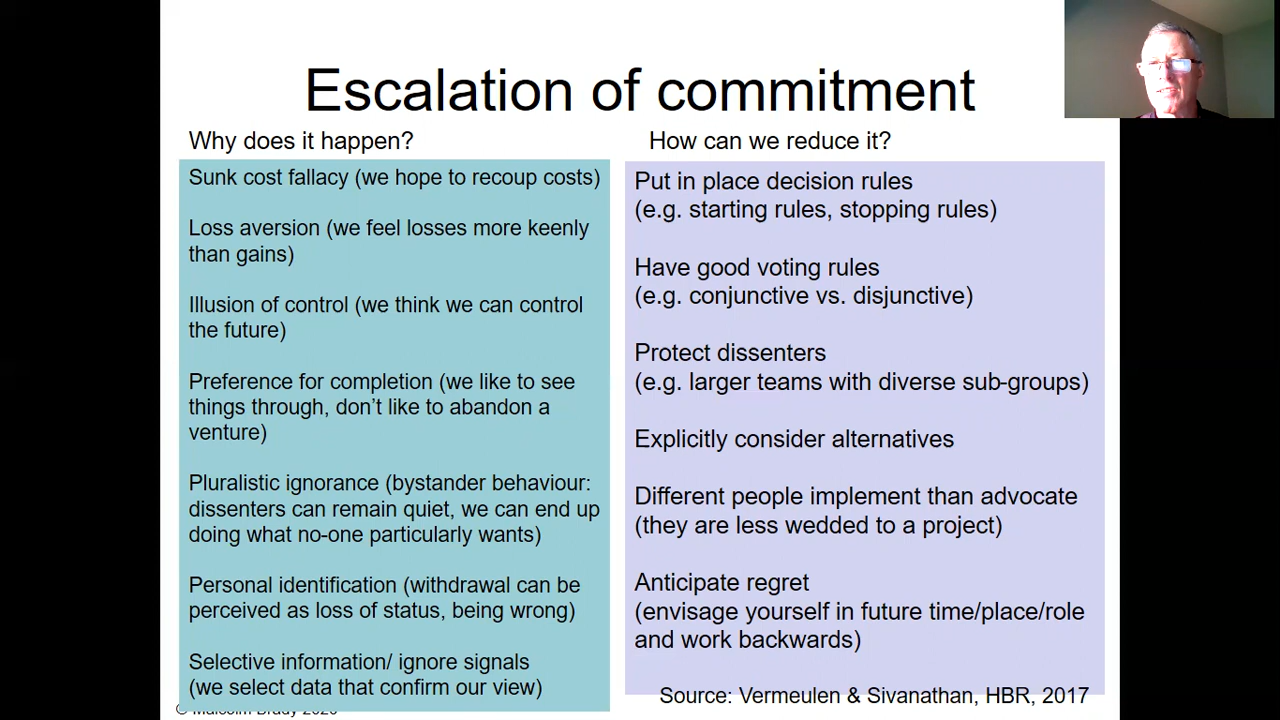 Escalation of commitment
Why does it happen?
Sunk cost fallacy (we hope to recoup costs)
Loss aversion (we feel losses more keenly
than gains)
Illusion of control (we think we can control
the future)
Preference for completion (we like to see
things through, don’t like to abandon a
venture)
Pluralistic ignorance (bystander behaviour:
dissenters can remain quiet, we can end up
doing what no-one particularly wants)
Personal identification (withdrawal can be
perceived as loss of status, being wrong)
Selective information/ ignore signals
(we select data that confirm our view)
How can we reduce it?
Put in place decision rules
(e.g. starting rules, stopping rules)
Have good voting rules
(e.g. conjunctive vs. disjunctive)
Protect dissenters
(e.g. larger teams with diverse sub-groups)
Explicitly consider alternatives
Different people implement than advocate
(they are less wedded to a project)
Anticipate regret
(envisage yourself in future time/place/role
and work backwards)
Source: Vermeulen & Sivanathan, HBR, 2017
© Malcolm Brady 2020